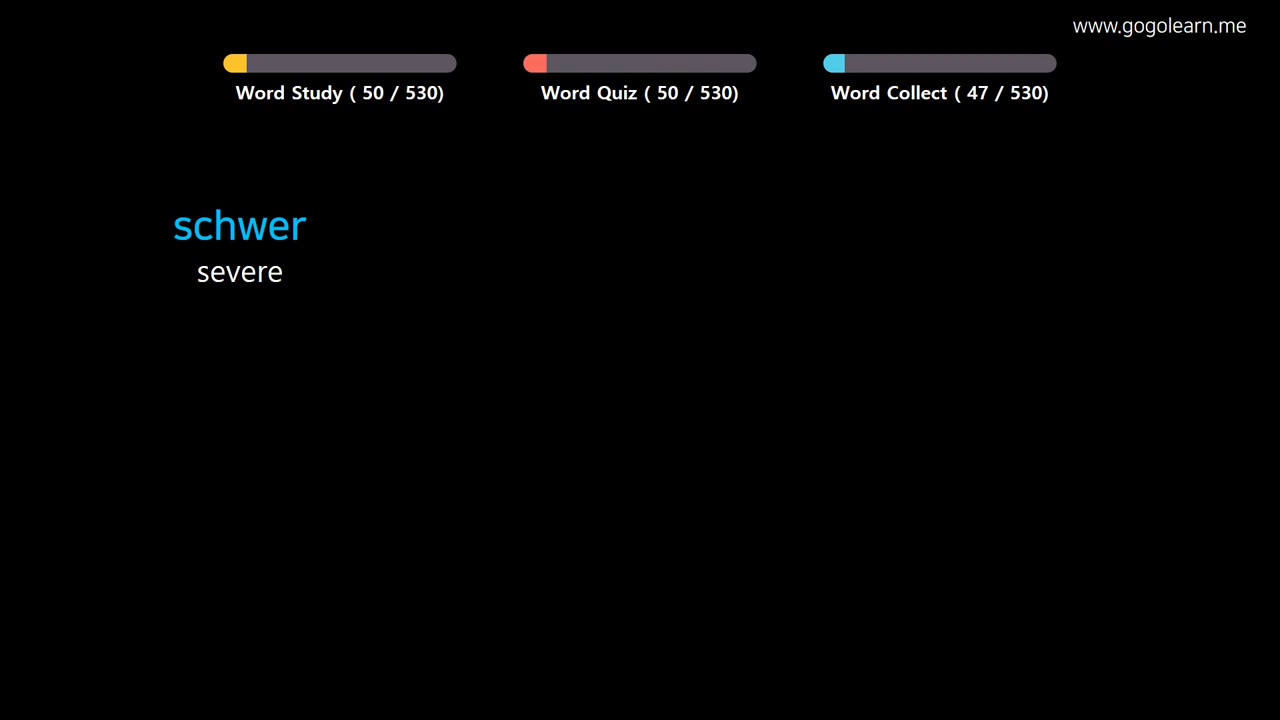 www.gogolearn.me
Word Study ( 50 / 530)
Word Quiz ( 50 / 530)
Word Collect ( 47 / 530)
schwer
severe